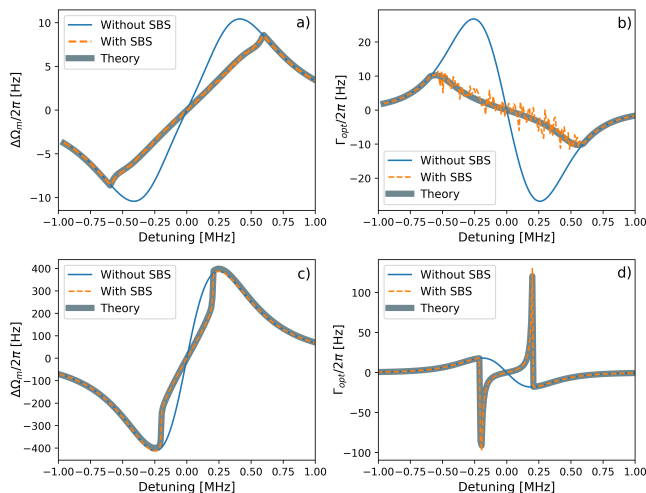 a)
ΔΩm/2π [Hz]
Without SBS
With SBS
Theory
10
5
0
−5
−10
−1.00 −0.75 −0.50 −0.25 0.00 0.25 0.50 0.75 1.00
Detuning [MHz]
b)
Γopt/2π [Hz]
20
10
0
−10
−20
Without SBS
With SBS
Theory
−1.00−0.75−0.50−0.25 0.00 0.25 0.50 0.75 1.00
Detuning [MHz]
c)
ΔΩm/2π [Hz]
Without SBS
With SBS
Theory
400
300
200
100
0
−100
−200
−300
−400
−1.00−0.75−0.50−0.25 0.00 0.25 0.50 0.75 1.00
Detuning [MHz]
d)
Γopt/2π [Hz]
Without SBS
With SBS
Theory
100
50
0
−50
−100
−1.00−0.75−0.50−0.25 0.00 0.25 0.50 0.75 1.00
Detuning [MHz]